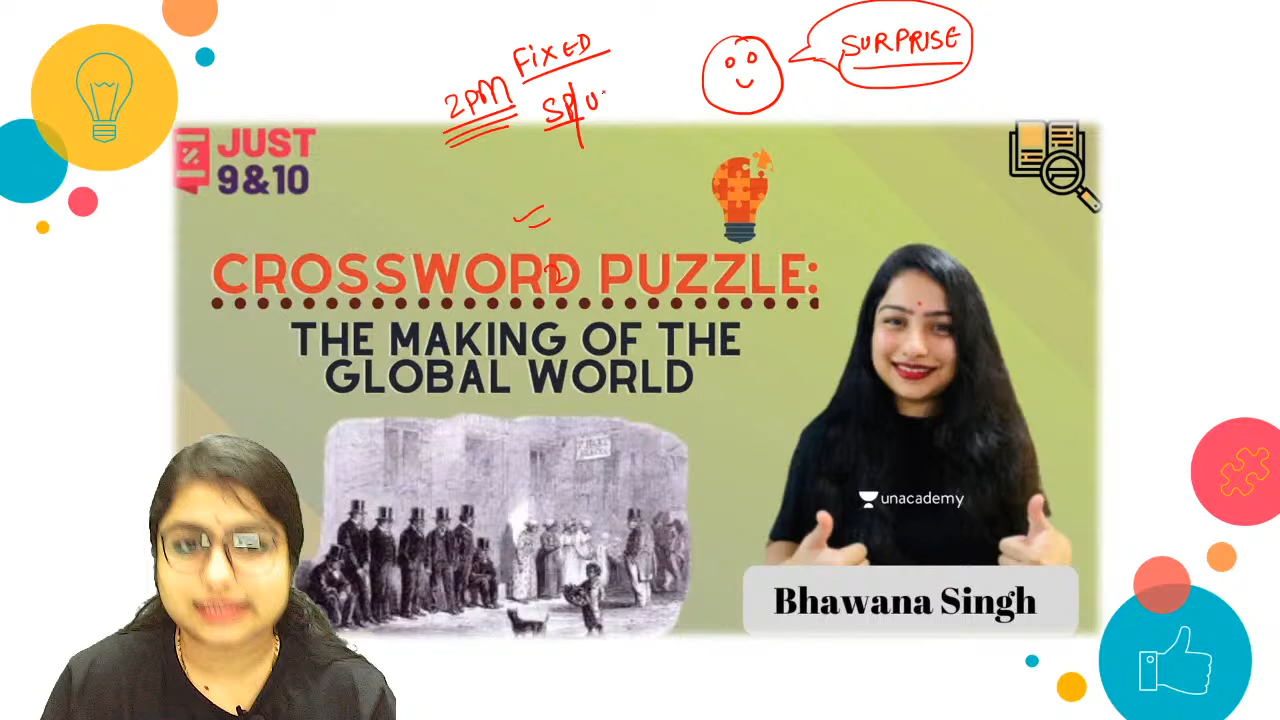 FIXED
SURPRISE
2PM
JUST
9&10
CROSSWORD PUZZLE:
THE MAKING OF THE
GLOBAL WORLD
unacademy
Bhawana Singh